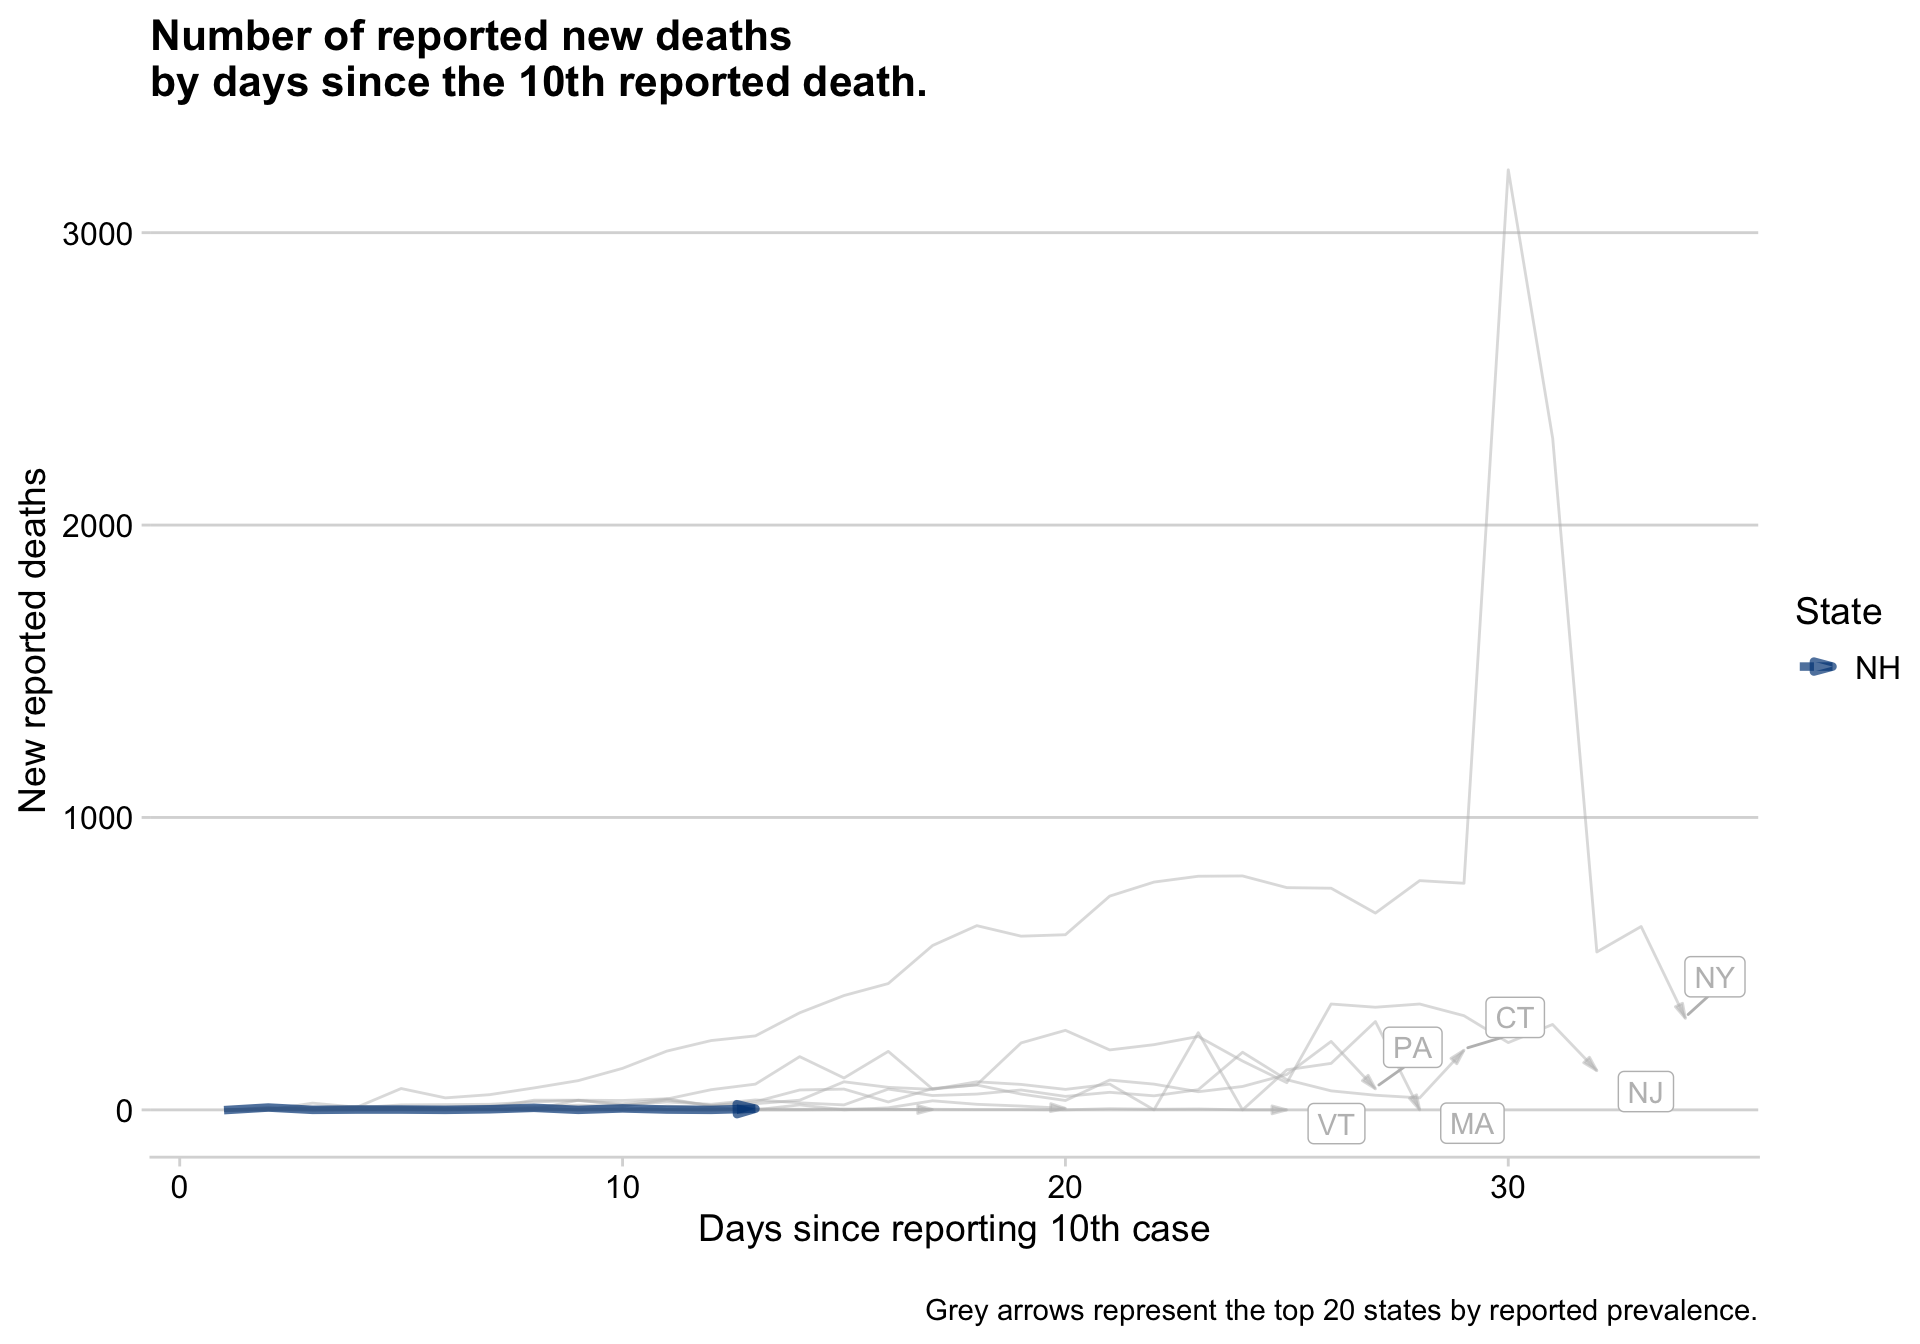 Number of reported new deaths
by days since the 10th reported death.
3000
2000
1000
0
New reported deaths
NY
CT
PA
NJ
VT
MA
0 10 20 30
Days since reporting 10th case
State
NH
Grey arrows represent the top 20 states by reported prevalence.